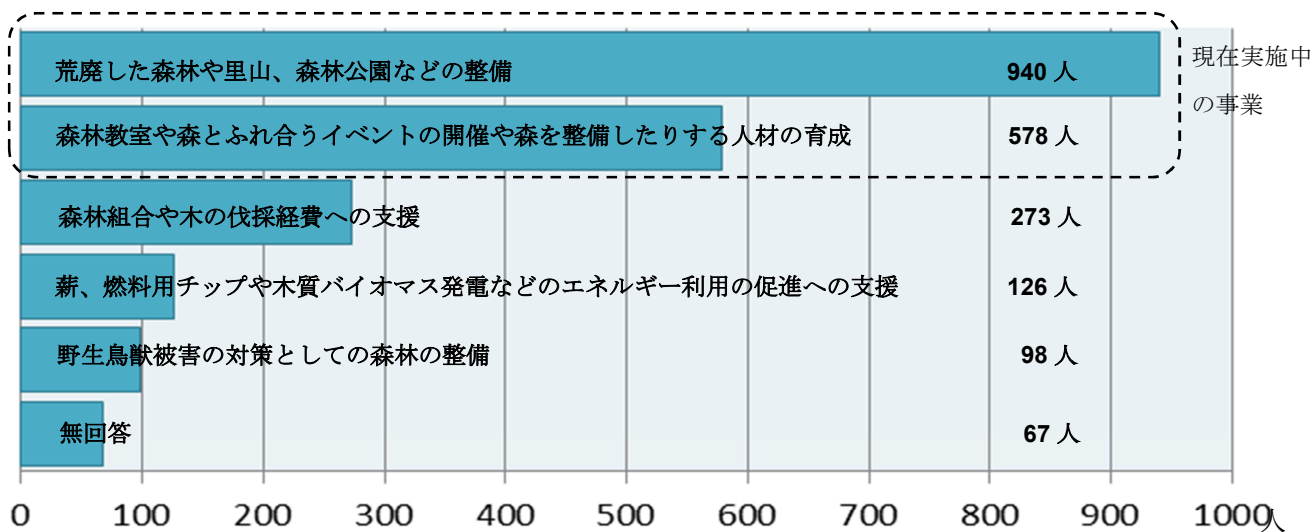 荒廃した森林や里山、森林公園などの整備 940 人
現在実施中
の事業
森林教室や森とふれ合うイベントの開催や森を整備したりする人材の育成 578 人
森林組合や木の伐採経費への支援 273 人
薪、燃料用チップや木質バイオマス発電などのエネルギー利用の促進への支援 126 人
野生鳥獣被害の対策としての森林の整備 98 人
無回答 67 人
0 100 200 300 400 500 600 700 800 900 1000人